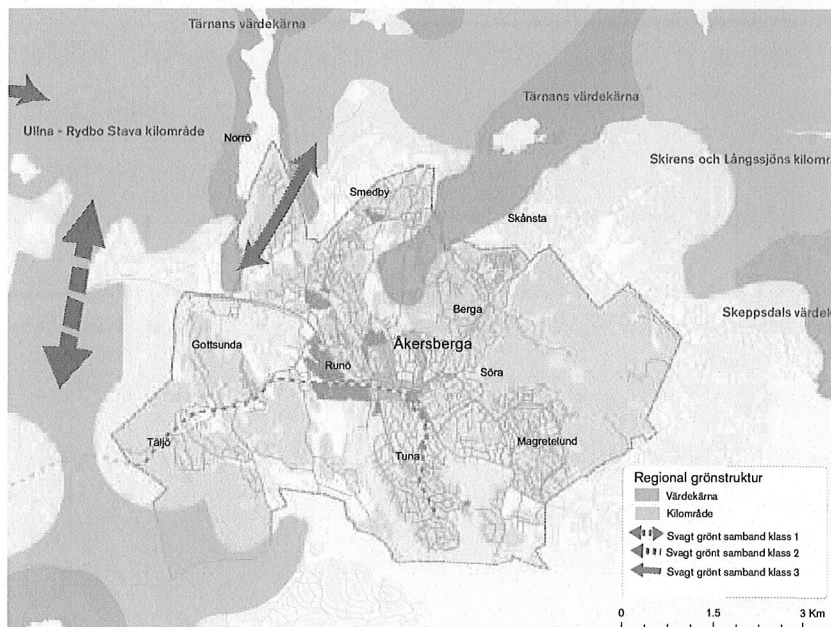 Tärnans värdekärna
Tärnans värdekärna
Ullna - Rydbo Stava kilområde
Norrö
Skirens och Långssjöns kilomr
Smedby
Skånsta
Berga
Skeppsdals värdek
Gottsunda
Åkersberga
Runö
Söra
Täljö
Tuna
Magretelund
Regional grönstruktur
Värdekärna
Kilområde
Svagt grönt samband klass 1
Svagt grönt samband klass 2
Svagt grönt samband klass 3
0 1.5 3 Km